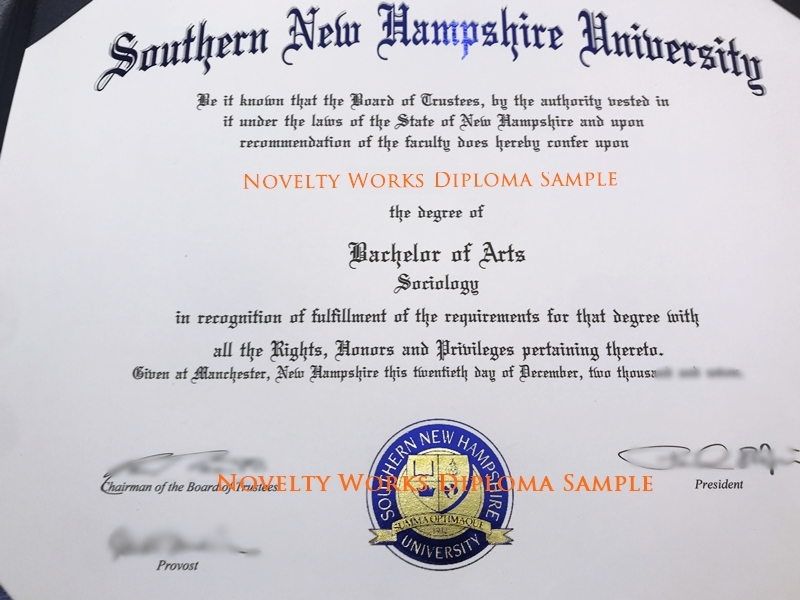 Southern New Hampshire University
Be it known that the Board of Trustees, by the authority vested in
it under the laws of the State of New Hampshire and upon
recommendation of the faculty does hereby confer upon
Novelty Works Diploma Sample
the degree of
Bachelor of Arts
Sociology
in recognition of fulfillment of the requirements for that degree with
all the Rights, Honors and Privileges pertaining thereto.
Given at Manchester, New Hampshire this twentieth day of December, two
Chairman of the Board of Trustees
Novelty Works Diploma Sample
President
Provost
SOUTHERN NEW HAMPSHIRE
SUMMA OPTIMAQUE
1932
UNIVERSITY